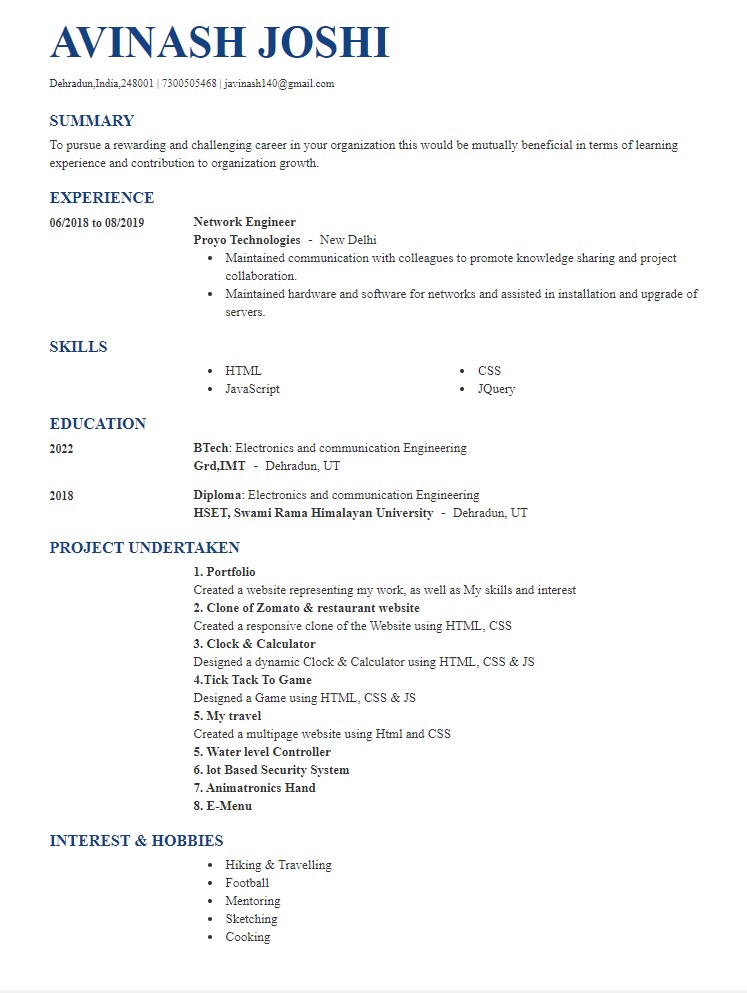 AVINASH JOSHI
Dehradun,India,248001 | 7300505468 | javinash140@gmail.com
SUMMARY
To pursue a rewarding and challenging career in your organization this would be mutually beneficial in terms of learning
experience and contribution to organization growth.
EXPERIENCE
06/2018 to 08/2019 Network Engineer
Proyo Technologies - New Delhi
• Maintained communication with colleagues to promote knowledge sharing and project
collaboration.
• Maintained hardware and software for networks and assisted in installation and upgrade of
servers.
SKILLS
• HTML • CSS
• JavaScript • JQuery
EDUCATION
2022 BTech: Electronics and communication Engineering
Grd,IMT - Dehradun, UT
2018 Diploma: Electronics and communication Engineering
HSET, Swami Rama Himalayan University - Dehradun, UT
PROJECT UNDERTAKEN
1. Portfolio
Created a website representing my work, as well as My skills and interest
2. Clone of Zomato & restaurant website
Created a responsive clone of the Website using HTML, CSS
3. Clock & Calculator
Designed a dynamic Clock & Calculator using HTML, CSS & JS
4.Tick Tack To Game
Designed a Game using HTML, CSS & JS
5. My travel
Created a multipage website using Html and CSS
5. Water level Controller
6. lot Based Security System
7. Animatronics Hand
8. E-Menu
INTEREST & HOBBIES
• Hiking & Travelling
• Football
• Mentoring
• Sketching
• Cooking